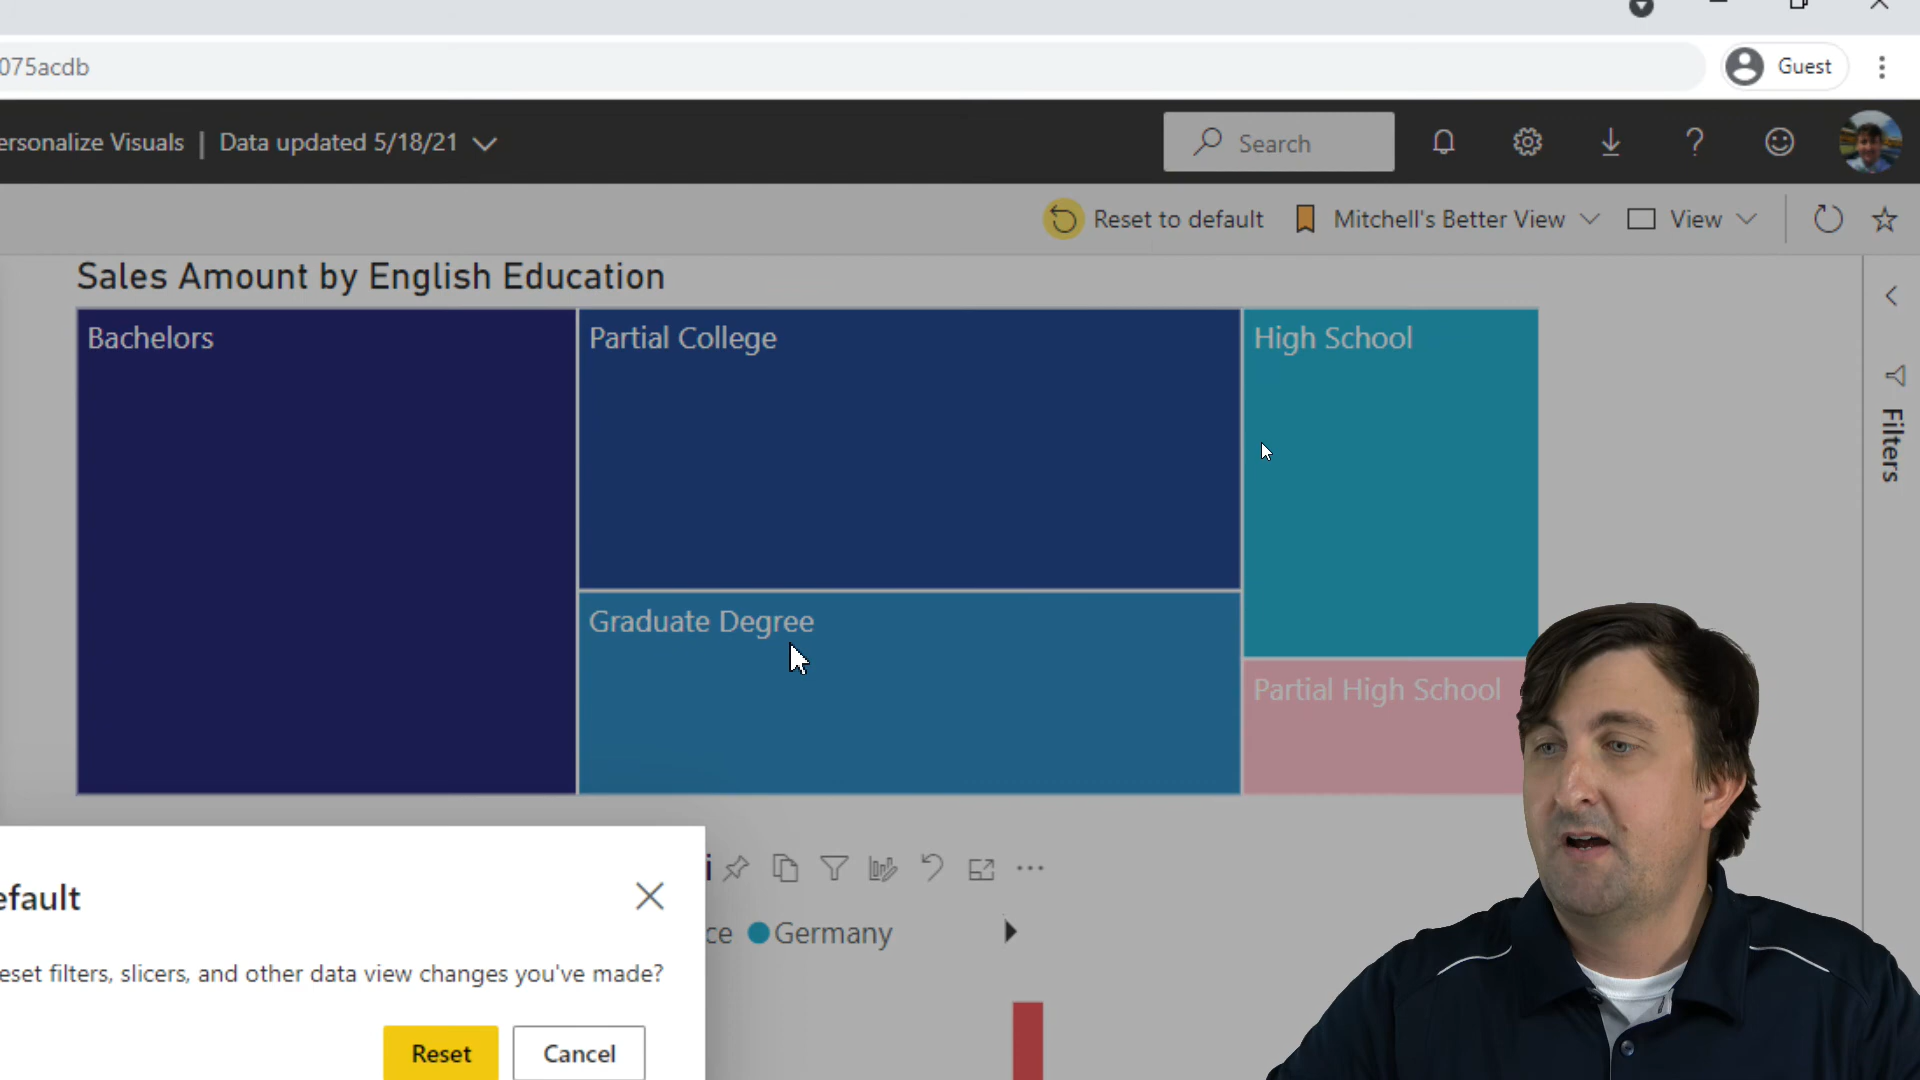 075acdb
Guest
ersonalize Visuals | Data updated 5/18/21
Search
Reset to default
Mitchell's Better View
View
Sales Amount by English Education
Bachelors
Partial College
High School
Filters
Graduate Degree
Partial High School
efault
i
ce
Germany
eset filters, slicers, and other data view changes you've made?
Reset
Cancel